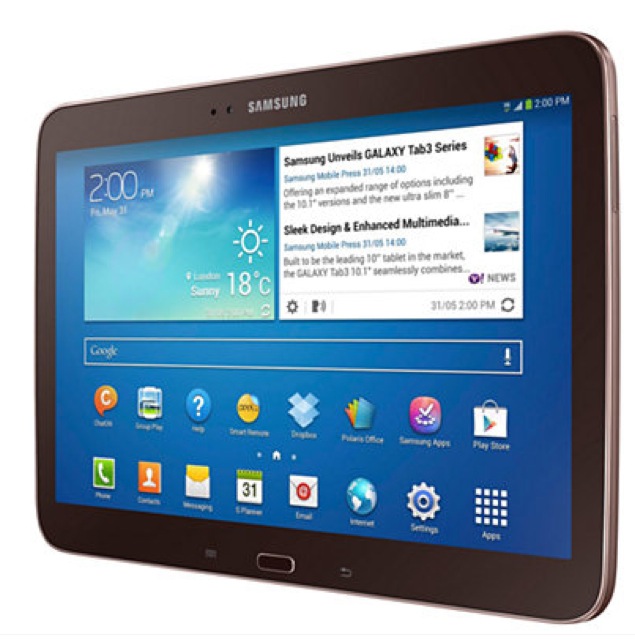 SAMSUNG
2:00 PM
2:00 PM
Fri, May 31
London
Sunny 18°C
Samsung Unveils GALAXY Tab3 Series
Samsung Mobile Press 31/05 14:00
Offering an expanded range of options including
the 10.1" versions and the new ultra slim 8" ...
Sleek Design & Enhanced Multimedia...
Samsung Mobile Press 31/05 14:00
Built to be the leading 10" tablet in the market,
the GALAXY Tab3 10.1" seamlessly combines...
Y! NEWS
31/05 2:00 PM
Google
ChatON Group Play Help Smart Remote Dropbox Polaris Office Samsung Apps Play Store
31
Phone Contacts Messaging S Planner Email Internet Settings Apps